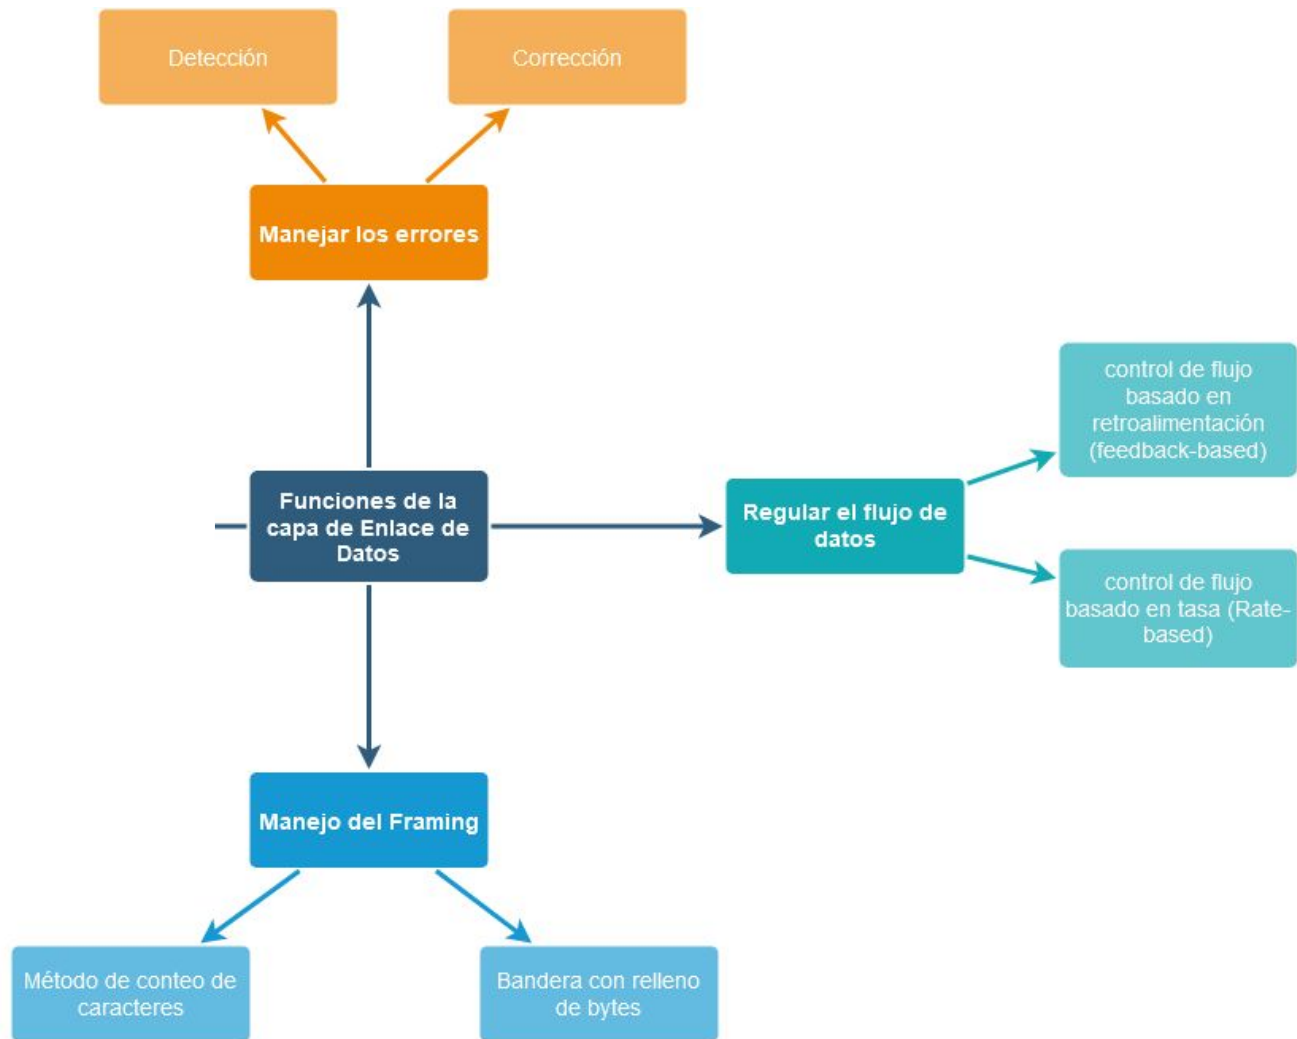 Detección
Corrección
Manejar los errores
Funciones de la
capa de Enlace de
Datos
Regular el flujo de
datos
control de flujo
basado en
retroalimentación
(feedback-based)
control de flujo
basado en tasa (Rate-
based)
Manejo del Framing
Método de conteo de
caracteres
Bandera con relleno
de bytes